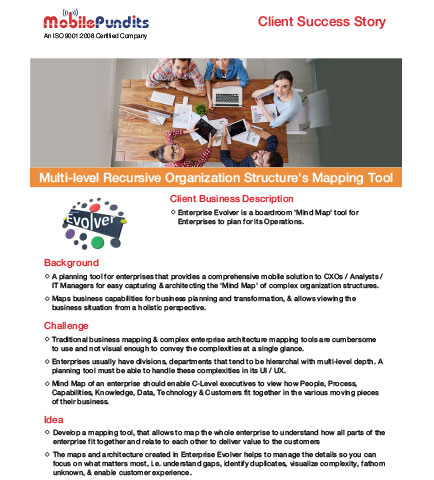 MobilePundits
An ISO9001:2008 Certified Company
Client Success Story
Multi-level Recursive Organization Structure's Mapping Tool
Evolver
Client Business Description
Enterprise Evolver is a boardroom 'Mind Map' tool for
Enterprises to plan for its Operations.
Background
A planning tool for enterprises that provides a comprehensive mobile solution to CXOs / Analysts /
IT Managers for easy capturing & architecting the 'Mind Map' of complex organization structures.
Maps business capabilities for business planning and transformation, & allows viewing the
business situation from a holistic perspective.
Challenge
Traditional business mapping & complex enterprise architecture mapping tools are cumbersome
to use and not visual enough to convey the complexities at a single glance.
Enterprises usually have divisions, departments that tend to be hierarchal with multi-level depth. A
planning tool must be able to handle these complexities in its UI / UX.
Mind Map of an enterprise should enable C-Level executives to view how People, Process,
Capabilities, Knowledge, Data, Technology & Customers fit together in the various moving pieces
of their business.
Idea
Develop a mapping tool, that allows to map the whole enterprise to understand how all parts of the
enterprise fit together and relate to each other to deliver value to the customers
The maps and architecture created in Enterprise Evolver helps to manage the details so you can
focus on what matters most, i.e. understand gaps, identify duplicates, visualize complexity, fathom
unknown, & enable customer experience.